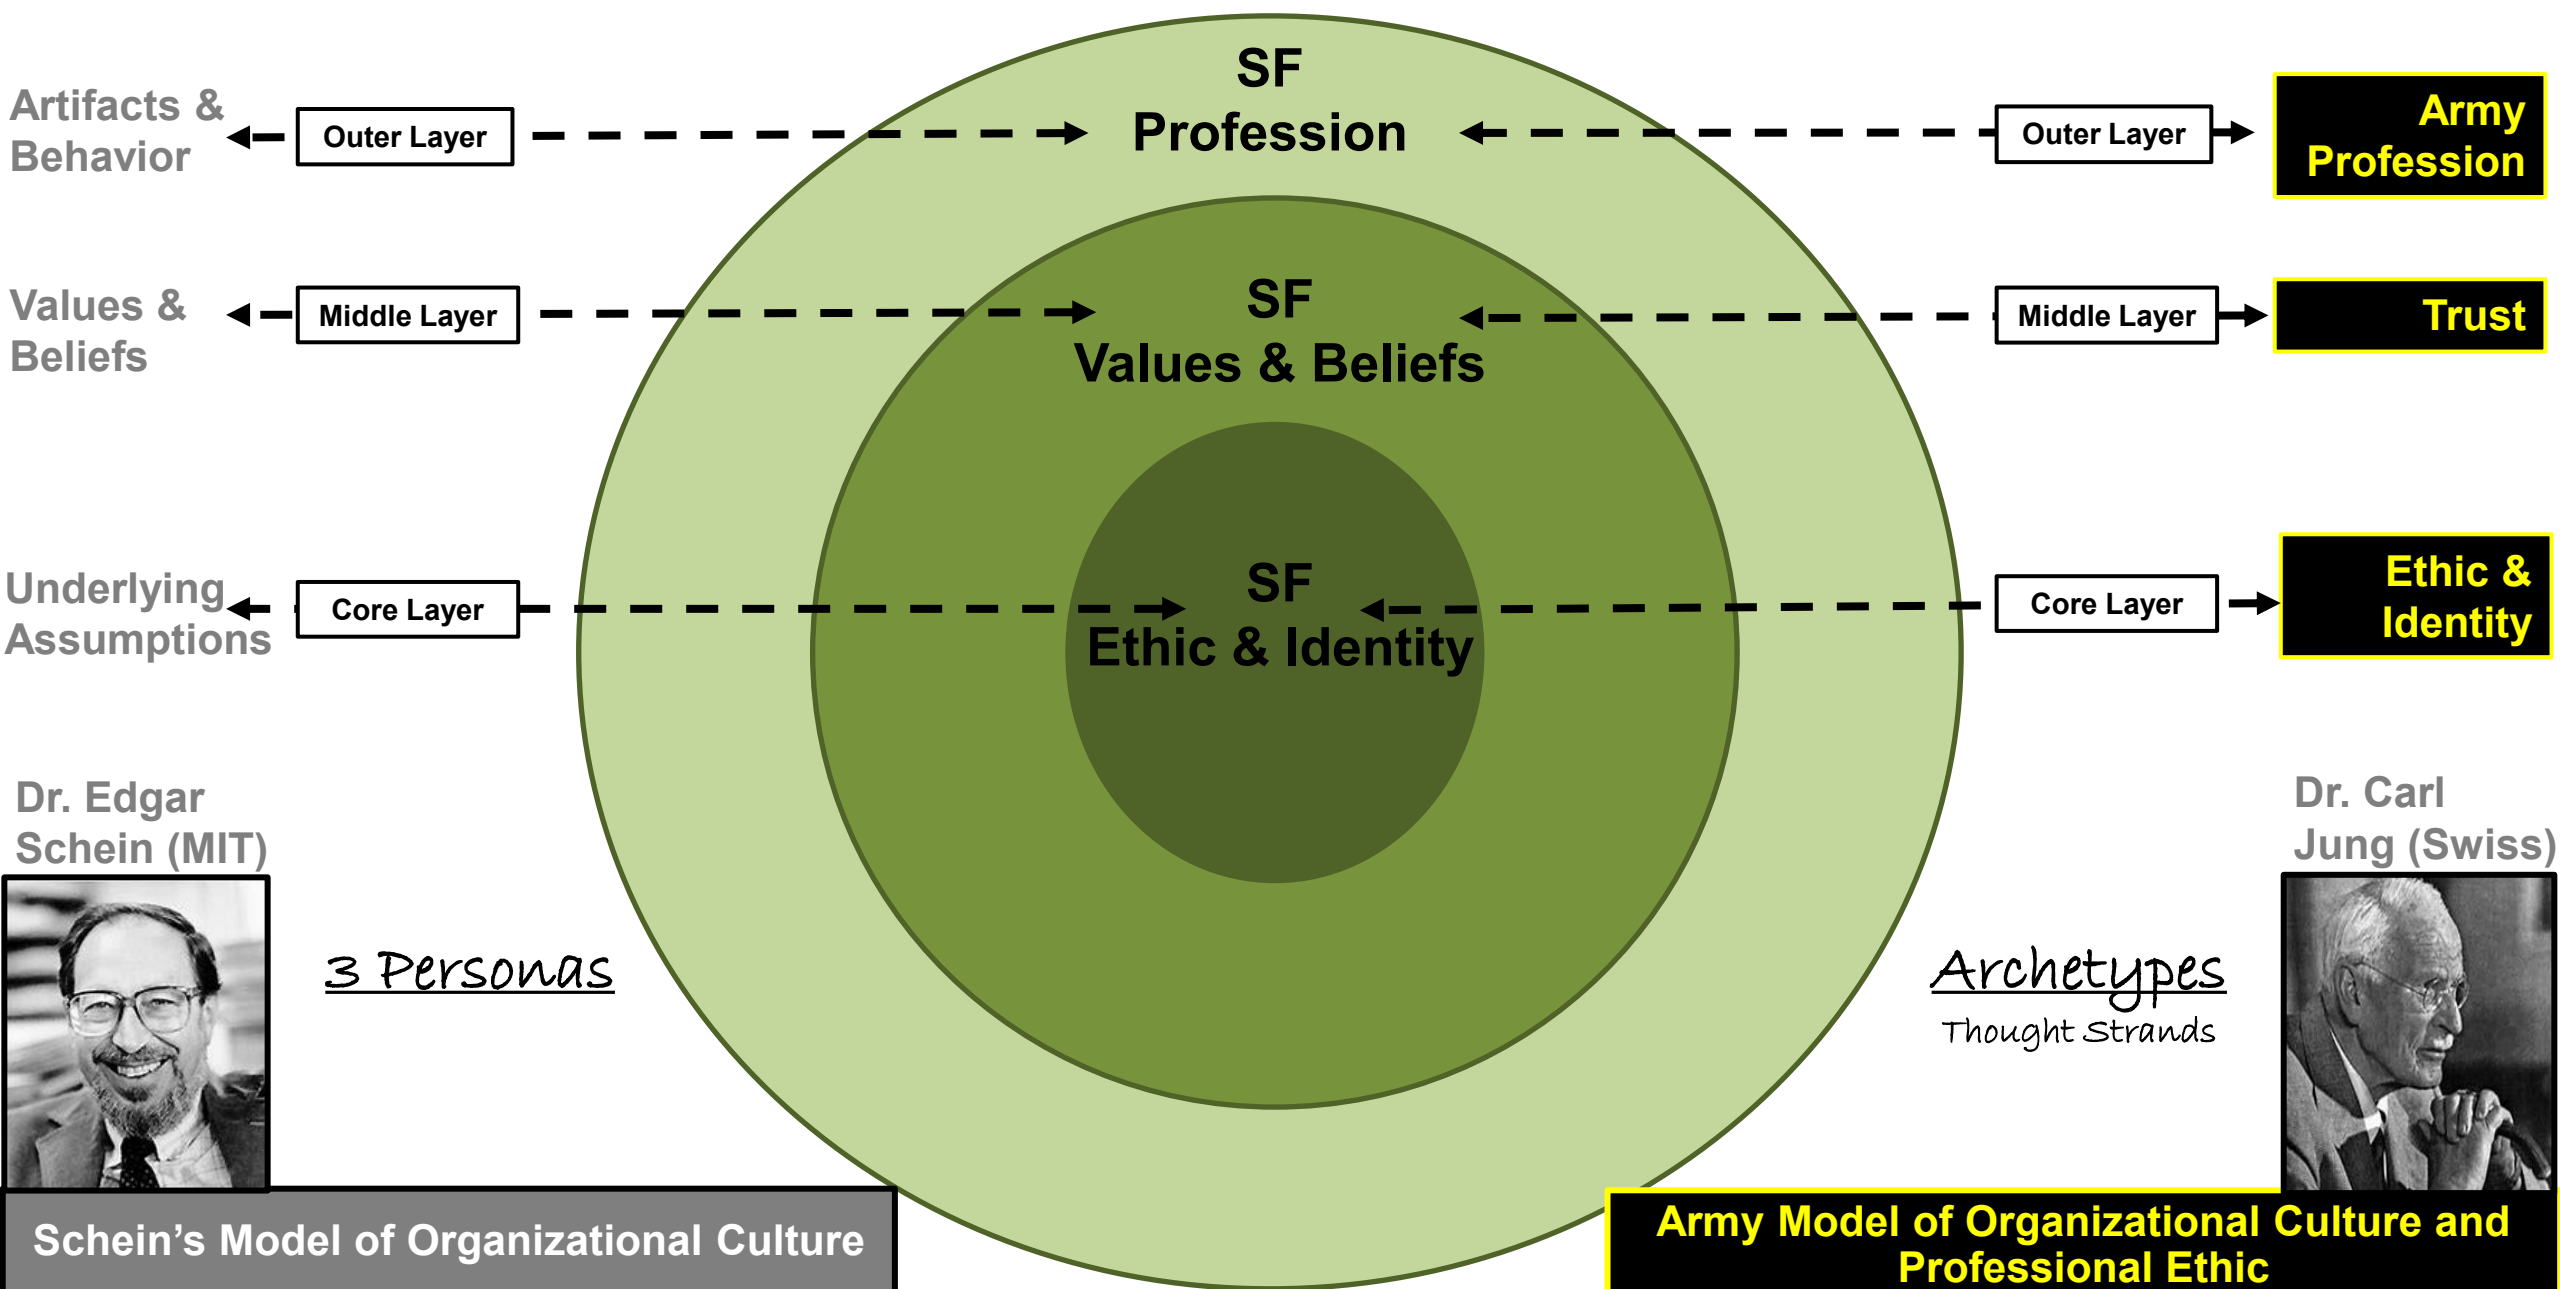 SF
Profession
Artifacts &
Behavior
Outer Layer
Outer Layer
Army
Profession
SF
Values & Beliefs
Values &
Beliefs
Middle Layer
Middle Layer
Trust
SF
Ethic & Identity
Underlying
Assumptions
Core Layer
Core Layer
Ethic &
Identity
Dr. Edgar
Schein (MIT)
Dr. Carl
Jung (Swiss)
3 Personas
Archetypes
Thought Strands
Schein’s Model of Organizational Culture
Army Model of Organizational Culture and
Professional Ethic